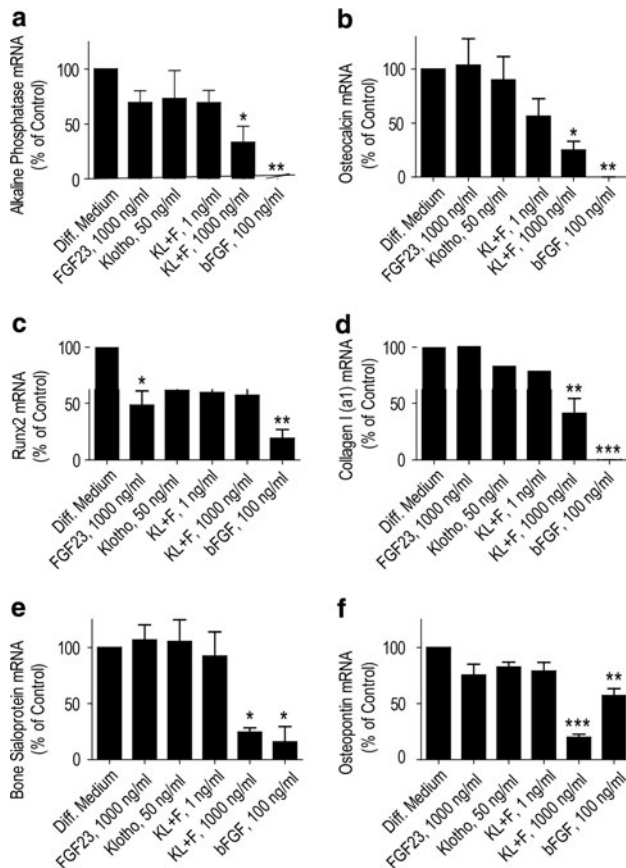 a
Alkaline Phosphatase mRNA
(% of Control)
100
50
0
*
**
Diff. Medium
FGF23, 1000 ng/ml
Klotho, 50 ng/ml
KL+F, 1 ng/ml
KL+F, 1000 ng/ml
bFGF, 100 ng/ml
b
Osteocalcin mRNA
(% of Control)
100
50
0
*
**
Diff. Medium
FGF23, 1000 ng/ml
Klotho, 50 ng/ml
KL+F, 1 ng/ml
KL+F, 1000 ng/ml
bFGF, 100 ng/ml
c
Runx2 mRNA
(% of Control)
100
50
0
*
**
Diff. Medium
FGF23, 1000 ng/ml
Klotho, 50 ng/ml
KL+F, 1 ng/ml
KL+F, 1000 ng/ml
bFGF, 100 ng/ml
d
Collagen I (a1) mRNA
(% of Control)
100
50
0
**
***
Diff. Medium
FGF23, 1000 ng/ml
Klotho, 50 ng/ml
KL+F, 1 ng/ml
KL+F, 1000 ng/ml
bFGF, 100 ng/ml
e
Bone Sialoprotein mRNA
(% of Control)
100
50
0
*
*
Diff. Medium
FGF23, 1000 ng/ml
Klotho, 50 ng/ml
KL+F, 1 ng/ml
KL+F, 1000 ng/ml
bFGF, 100 ng/ml
f
Osteopontin mRNA
(% of Control)
100
50
0
***
**
Diff. Medium
FGF23, 1000 ng/ml
Klotho, 50 ng/ml
KL+F, 1 ng/ml
KL+F, 1000 ng/ml
bFGF, 100 ng/ml